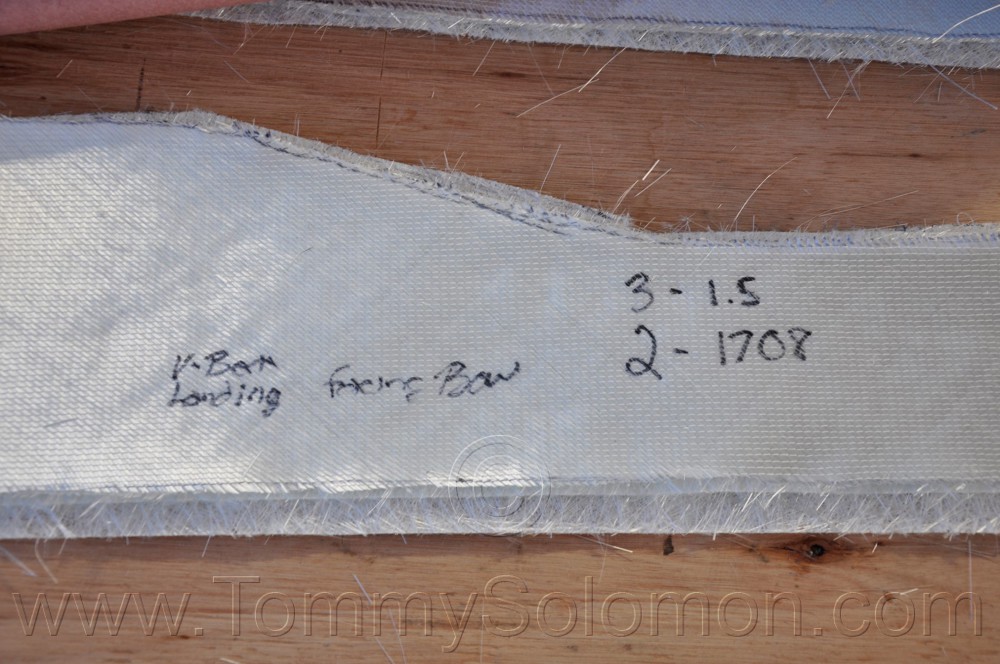 3 - 1.5
2 - 1708
V-Berth
Landing Facing Bow
©
www.TommySolomon.com